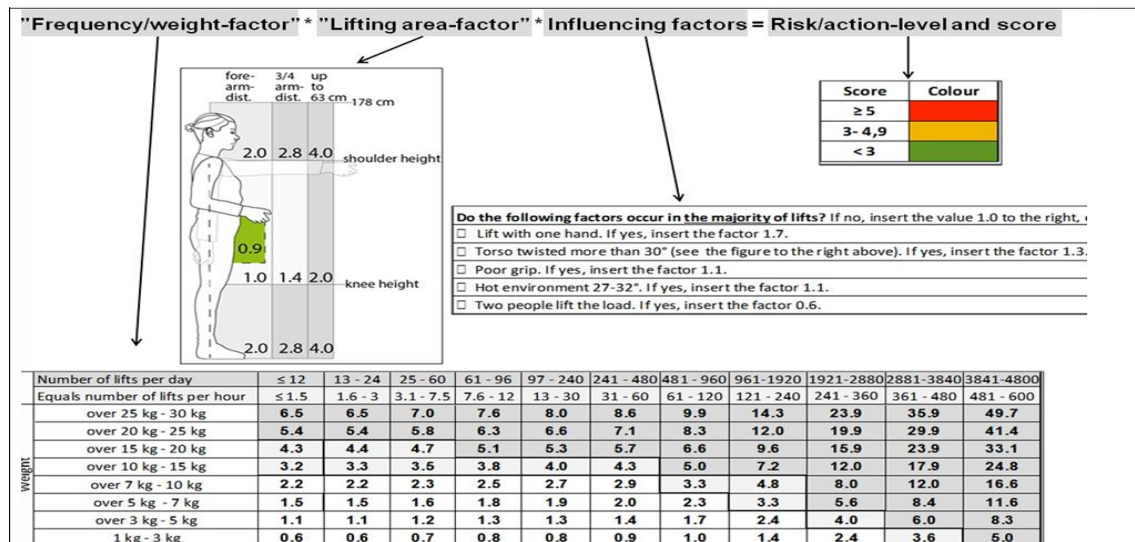 "Frequency/weight-factor" * "Lifting area-factor" * Influencing factors = Risk/action-level and score
fore- 3/4 up
arm- arm- to
dist. dist. 63 cm 178 cm
2.0 2.8 4.0 shoulder height
0.9
1.0 1.4 2.0 knee height
2.0 2.8 4.0
Score Colour
≥ 5
3- 4,9
< 3
Do the following factors occur in the majority of lifts? If no, insert the value 1.0 to the right,
☐ Lift with one hand. If yes, insert the factor 1.7.
☐ Torso twisted more than 30° (see the figure to the right above). If yes, insert the factor 1.3.
☐ Poor grip. If yes, insert the factor 1.1.
☐ Hot environment 27-32°. If yes, insert the factor 1.1.
☐ Two people lift the load. If yes, insert the factor 0.6.
Number of lifts per day ≤ 12 13 - 24 25 - 60 61 - 96 97 - 240 241 - 480 481 - 960 961-1920 1921-2880 2881-3840 3841-4800
Equals number of lifts per hour ≤ 1.5 1.6 - 3 3.1 - 7.5 7.6 - 12 13 - 30 31 - 60 61 - 120 121 - 240 241 - 360 361 - 480 481 - 600
Weight
over 25 kg - 30 kg 6.5 6.5 7.0 7.6 8.0 8.6 9.9 14.3 23.9 35.9 49.7
over 20 kg - 25 kg 5.4 5.4 5.8 6.3 6.6 7.1 8.3 12.0 19.9 29.9 41.4
over 15 kg - 20 kg 4.3 4.4 4.7 5.1 5.3 5.7 6.6 9.6 15.9 23.9 33.1
over 10 kg - 15 kg 3.2 3.3 3.5 3.8 4.0 4.3 5.0 7.2 12.0 17.9 24.8
over 7 kg - 10 kg 2.2 2.2 2.3 2.5 2.7 2.9 3.3 4.8 8.0 12.0 16.6
over 5 kg - 7 kg 1.5 1.5 1.6 1.8 1.9 2.0 2.3 3.3 5.6 8.4 11.6
over 3 kg - 5 kg 1.1 1.1 1.2 1.3 1.3 1.4 1.7 2.4 4.0 6.0 8.3
1 kg - 3 kg 0.6 0.6 0.7 0.8 0.8 0.9 1.0 1.4 2.4 3.6 5.0